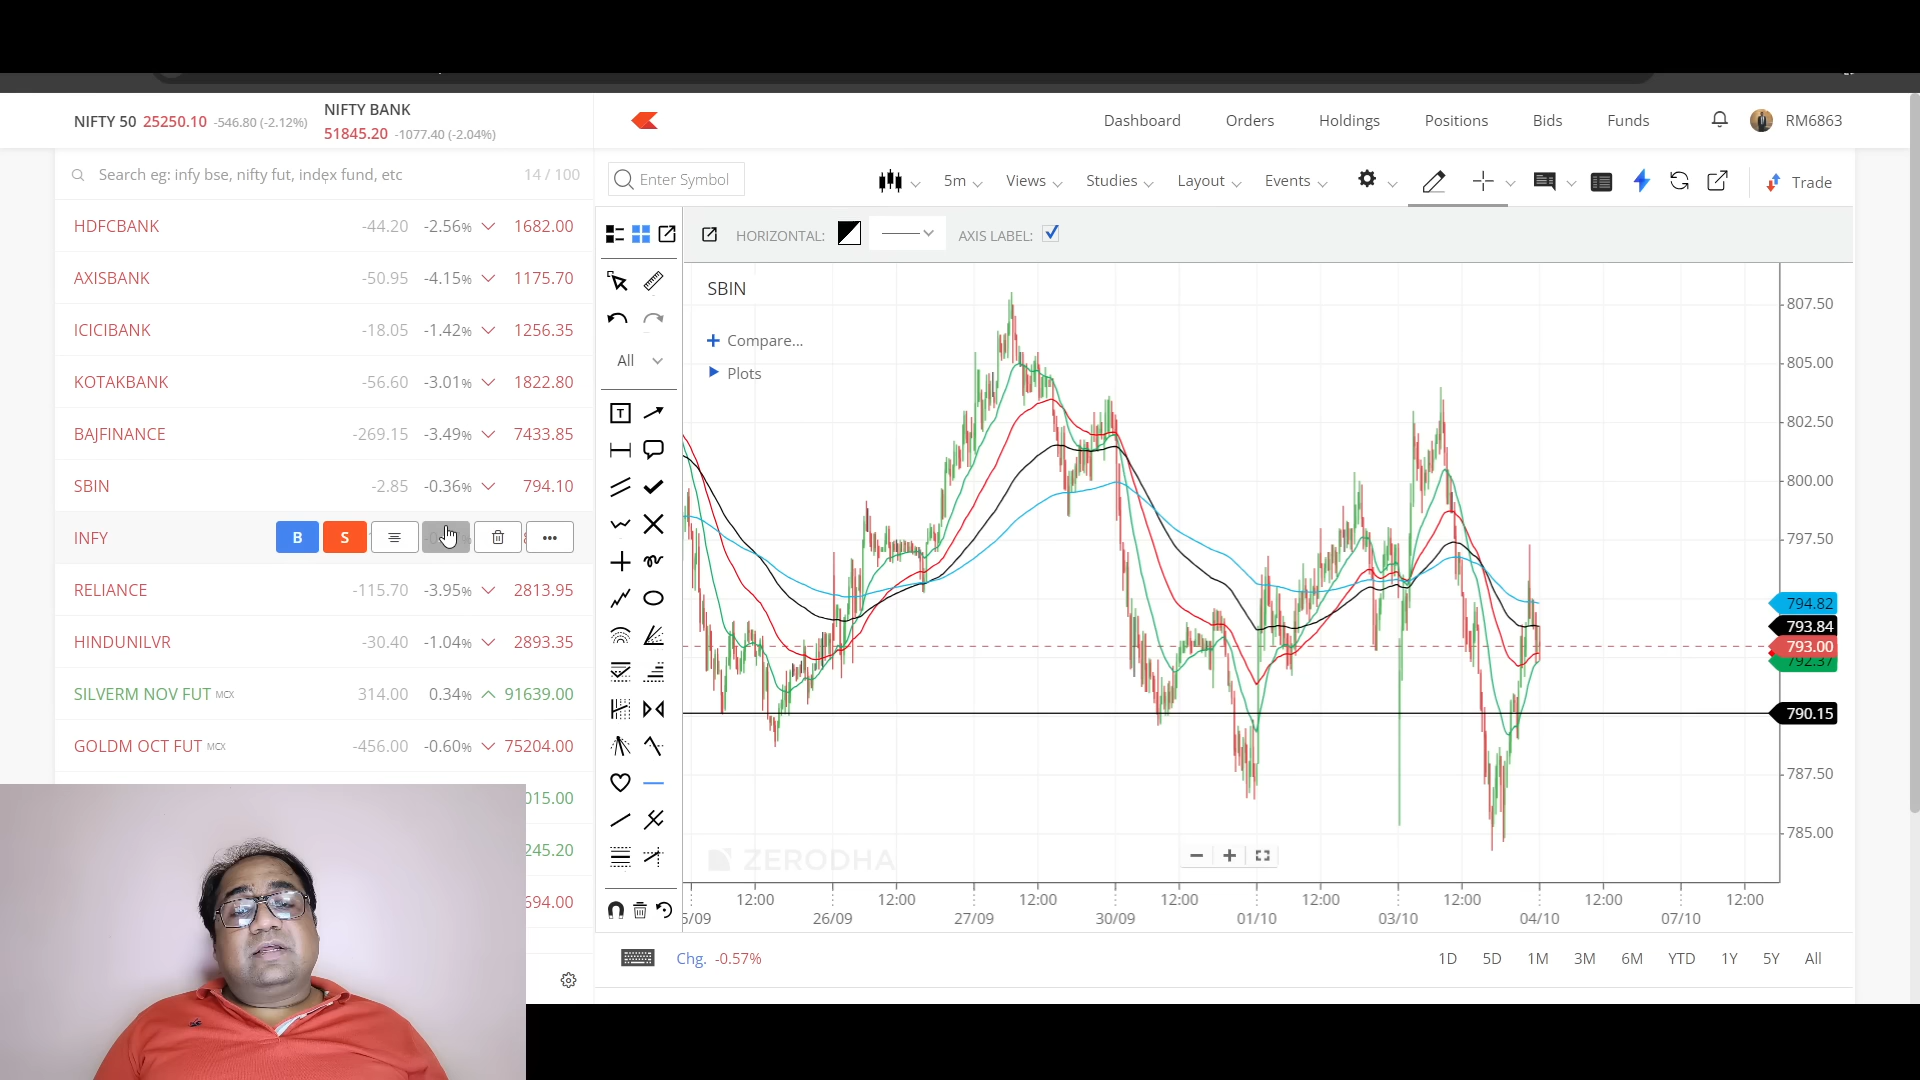 NIFTY 50 25250.10 -546.80 (-2.12%)
NIFTY BANK
51845.20 -1077.40 (-2.04%)
Dashboard Orders Holdings Positions Bids Funds RM6863
Search eg: infy bse, nifty fut, index fund, etc 14 / 100
HDFCBANK -44.20 -2.56% 1682.00
AXISBANK -50.95 -4.15% 1175.70
ICICIBANK -18.05 -1.42% 1256.35
KOTAKBANK -56.60 -3.01% 1822.80
BAJFINANCE -269.15 -3.49% 7433.85
SBIN -2.85 -0.36% 794.10
INFY B S
RELIANCE -115.70 -3.95% 2813.95
HINDUNILVR -30.40 -1.04% 2893.35
SILVERM NOV FUT MCX 314.00 0.34% 91639.00
GOLDM OCT FUT MCX -456.00 -0.60% 75204.00
015.00
245.20
594.00
Enter Symbol 5m Views Studies Layout Events Trade
HORIZONTAL: AXIS LABEL:
All
T
SBIN
Compare...
Plots
807.50
805.00
802.50
800.00
797.50
794.82
793.84
793.00
792.37
790.15
787.50
785.00
ZERODHA
12:00 12:00 12:00 12:00 12:00 12:00 12:00 12:00
5/09 26/09 27/09 30/09 01/10 03/10 04/10 07/10
Chg. -0.57% 1D 5D 1M 3M 6M YTD 1Y 5Y All